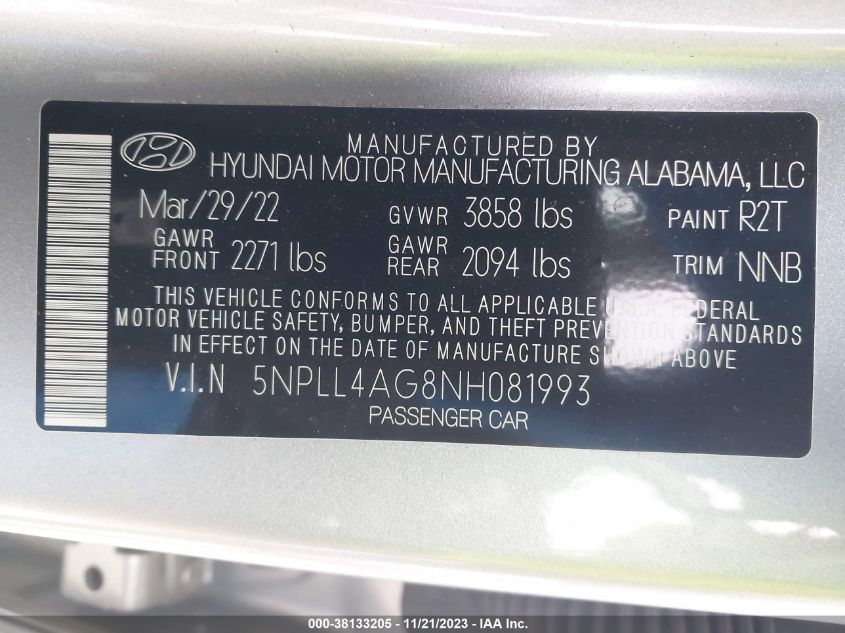 MANUFACTURED BY
HYUNDAI MOTOR MANUFACTURING ALABAMA, LLC
Mar/29/22 GVWR 3858 lbs PAINT R2T
GAWR FRONT 2271 lbs GAWR REAR 2094 lbs TRIM NNB
THIS VEHICLE CONFORMS TO ALL APPLICABLE U.S.A. FEDERAL
MOTOR VEHICLE SAFETY, BUMPER, AND THEFT PREVENTION STANDARDS
IN EFFECT ON THE DATE OF MANUFACTURE SHOWN ABOVE
V.I.N 5NPLL4AG8NH081993
PASSENGER CAR
000-38133205 - 11/21/2023 - IAA Inc.